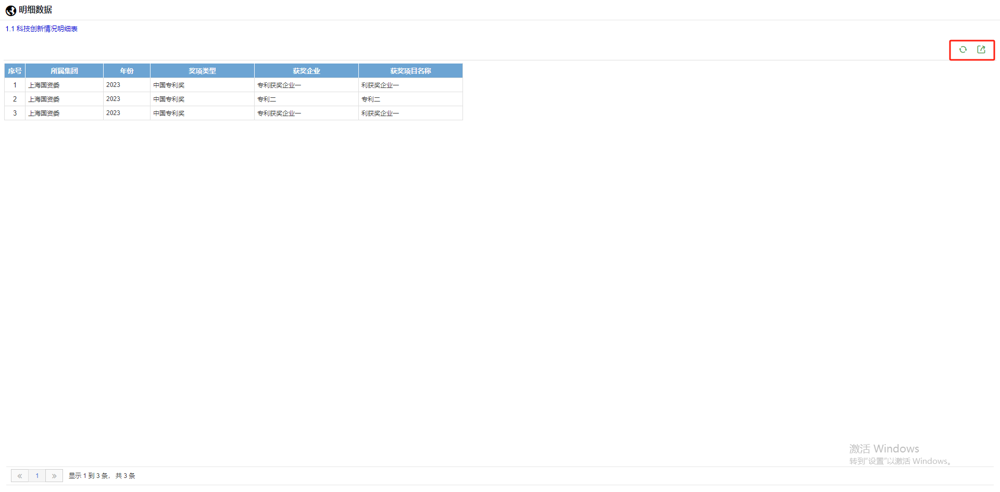 明细数据
1.1 科技创新情况明细表
序号 所属集团 年份 奖项类型 获奖企业 获奖项目名称
1 上海国资委 2023 中国专利奖 专利获奖企业一 利获奖企业一
2 上海国资委 2023 中国专利奖 专利二 专利二
3 上海国资委 2023 中国专利奖 专利获奖企业一 利获奖企业一
激活 Windows
转到"设置"以激活 Windows。
« 1 » 显示 1 到 3 条， 共 3 条